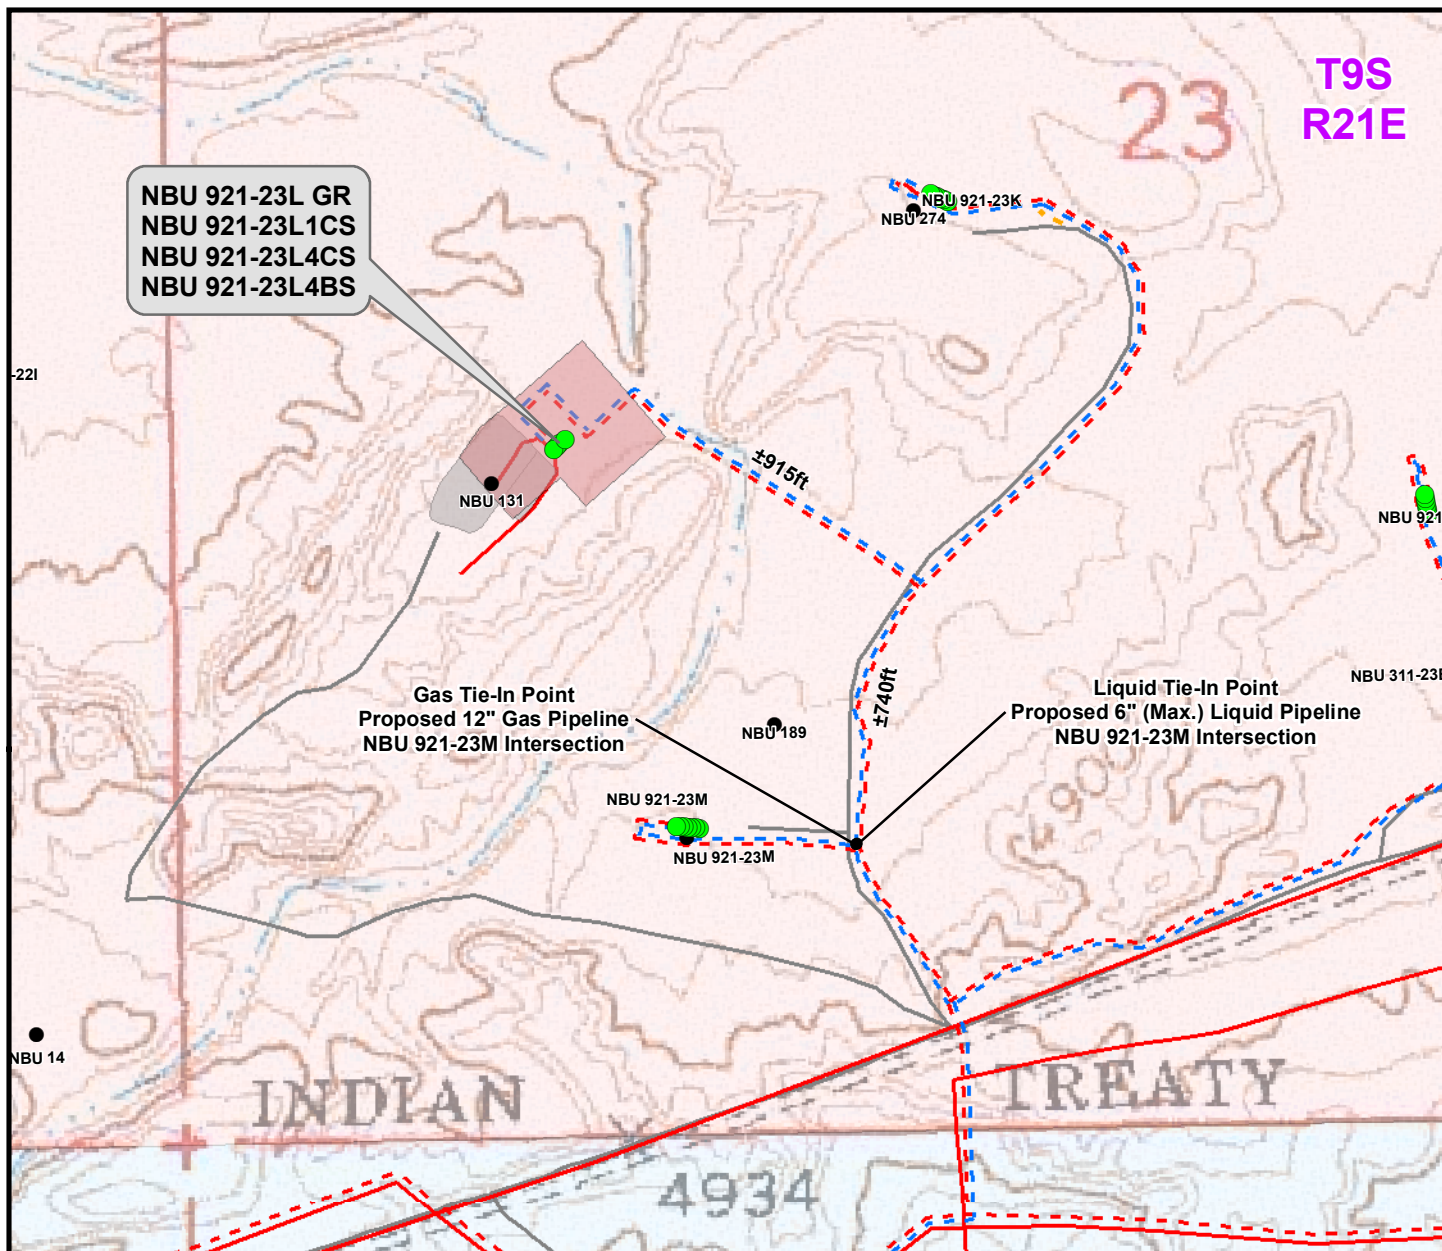 T9S
R21E
23
NBU 921-23L GR
NBU 921-23L1CS
NBU 921-23L4CS
NBU 921-23L4BS
NBU 921-23K
NBU 274
-22I
±915ft
NBU 131
NBU 921
±740ft
NBU 311-23E
Gas Tie-In Point
Proposed 12" Gas Pipeline
NBU 921-23M Intersection
Liquid Tie-In Point
Proposed 6" (Max.) Liquid Pipeline
NBU 921-23M Intersection
NBU 189
NBU 921-23M
NBU 921-23M
NBU 14
INDIAN TREATY
4934